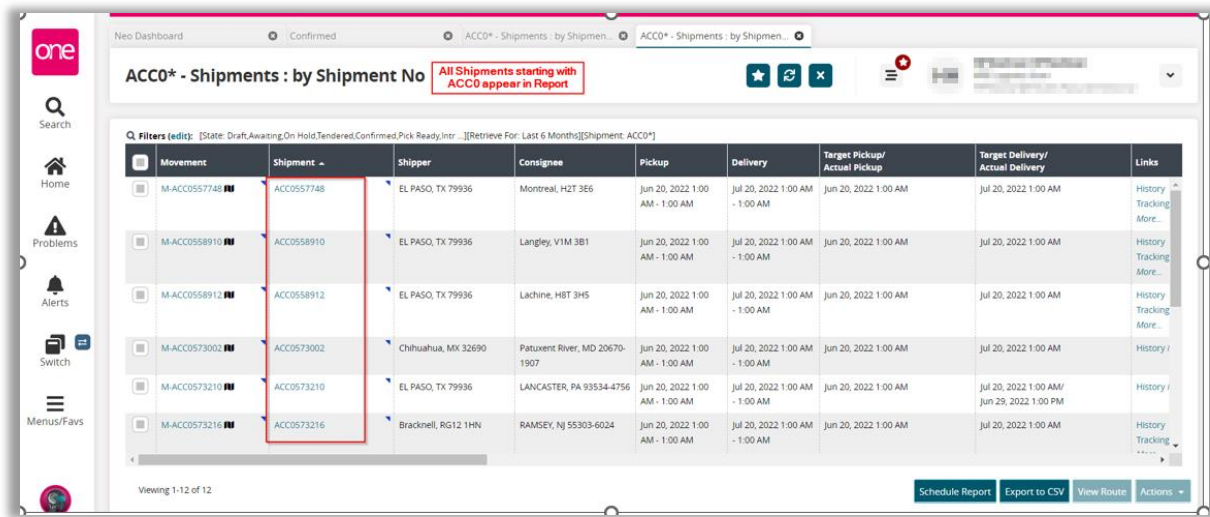 one
Neo Dashboard
Confirmed
ACC0* - Shipments : by Shipmen...
ACC0* - Shipments : by Shipmen...
ACC0* - Shipments : by Shipment No
All Shipments starting with
ACC0 appear in Report
Search
Home
Problems
Alerts
Switch
Menus/Favs
Filters (edit): [State: Draft,Awaiting,On Hold,Tendered,Confirmed,Pick Ready,Intr ...][Retrieve For: Last 6 Months][Shipment: ACC0*]
Movement Shipment Shipper Consignee Pickup Delivery Target Pickup/ Actual Pickup Target Delivery/ Actual Delivery Links
M-ACC0557748 ACC0557748 EL PASO, TX 79936 Montreal, H2T 3E6 Jun 20, 2022 1:00 AM - 1:00 AM Jul 20, 2022 1:00 AM - 1:00 AM Jun 20, 2022 1:00 AM Jul 20, 2022 1:00 AM History Tracking More...
M-ACC0558910 ACC0558910 EL PASO, TX 79936 Langley, V1M 3B1 Jun 20, 2022 1:00 AM - 1:00 AM Jul 20, 2022 1:00 AM - 1:00 AM Jun 20, 2022 1:00 AM Jul 20, 2022 1:00 AM History Tracking More...
M-ACC0558912 ACC0558912 EL PASO, TX 79936 Lachine, H8T 3H5 Jun 20, 2022 1:00 AM - 1:00 AM Jul 20, 2022 1:00 AM - 1:00 AM Jun 20, 2022 1:00 AM Jul 20, 2022 1:00 AM History Tracking More...
M-ACC0573002 ACC0573002 Chihuahua, MX 32690 Patuxent River, MD 20670-1907 Jun 20, 2022 1:00 AM - 1:00 AM Jul 20, 2022 1:00 AM - 1:00 AM Jun 20, 2022 1:00 AM Jul 20, 2022 1:00 AM History
M-ACC0573210 ACC0573210 EL PASO, TX 79936 LANCASTER, PA 93534-4756 Jun 20, 2022 1:00 AM - 1:00 AM Jul 20, 2022 1:00 AM - 1:00 AM Jun 20, 2022 1:00 AM Jul 20, 2022 1:00 AM/ Jun 29, 2022 1:00 PM History
M-ACC0573216 ACC0573216 Bracknell, RG12 1HN RAMSEY, NJ 55303-6024 Jun 20, 2022 1:00 AM - 1:00 AM Jul 20, 2022 1:00 AM - 1:00 AM Jun 20, 2022 1:00 AM Jul 20, 2022 1:00 AM History Tracking
Viewing 1-12 of 12
Schedule Report
Export to CSV
View Route
Actions